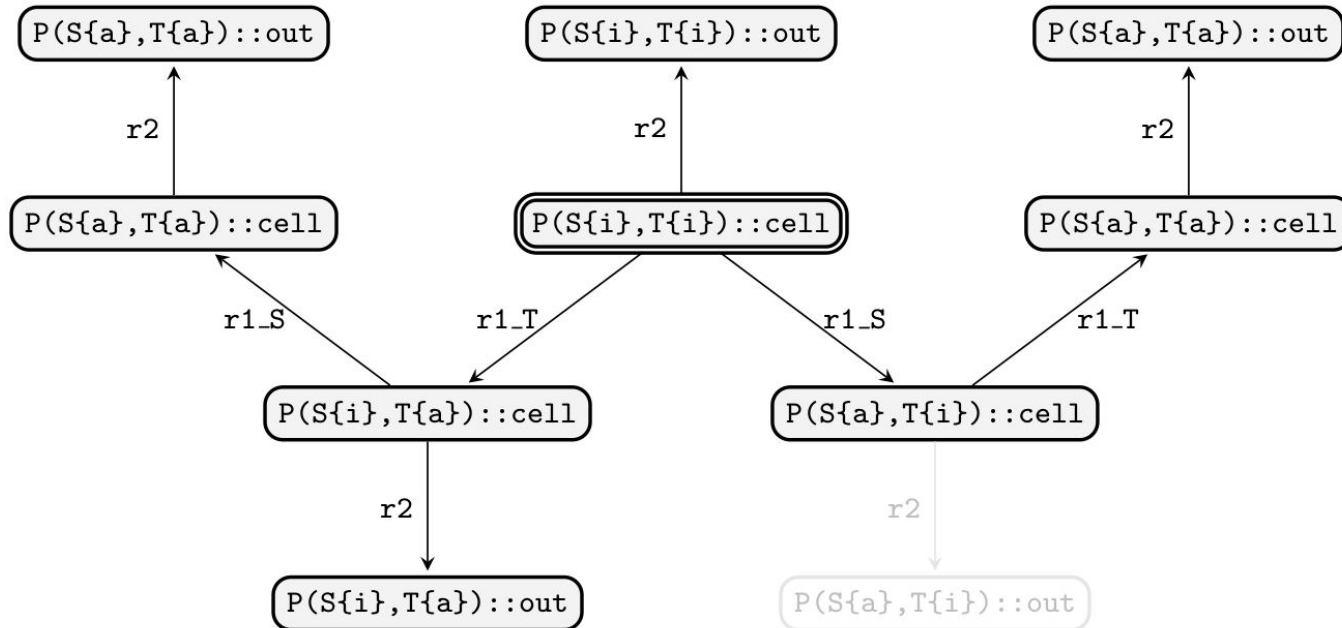 P(S{a},T{a})::out
P(S{i},T{i})::out
P(S{a},T{a})::out
r2
r2
r2
P(S{a},T{a})::cell
P(S{i},T{i})::cell
P(S{a},T{a})::cell
r1_S
r1_T
r1_S
r1_T
P(S{i},T{a})::cell
P(S{a},T{i})::cell
r2
r2
P(S{i},T{a})::out
P(S{a},T{i})::out